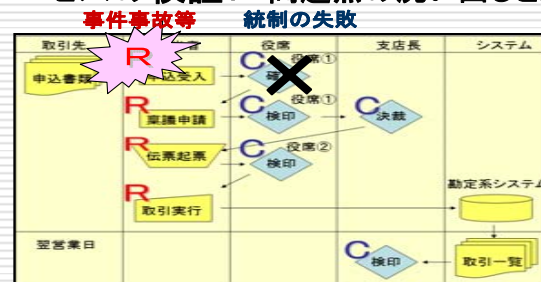 事件事故等 統制の失敗
取引先 役席 支店長 システム
R C 役席①
申込書類 込受入 確
R C 役席① C
稟議申請 検印 決裁
R C 役席②
伝票起票 検印
R 勘定系システム
取引実行
翌営業日 C 検印 取引一覧